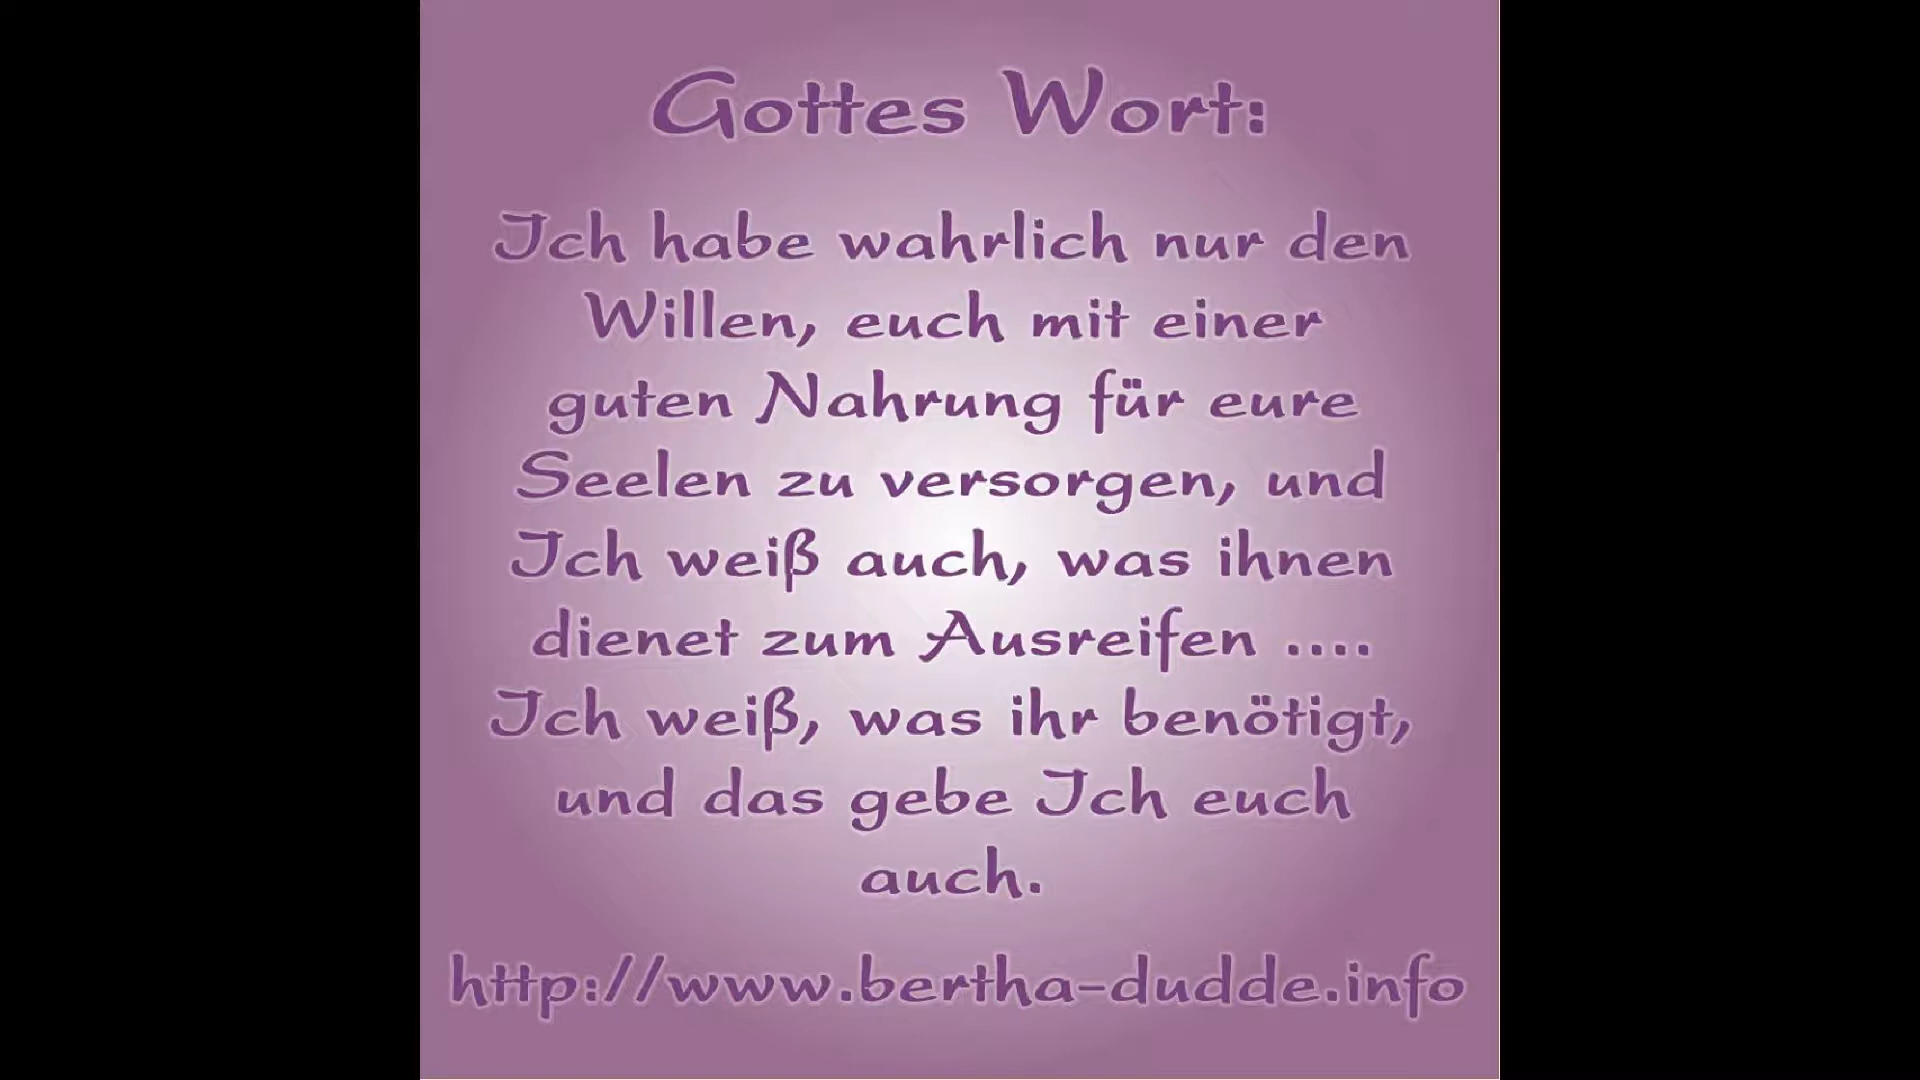 Gottes Wort:
Ich habe wahrlich nur den
Willen, euch mit einer
guten Nahrung für eure
Seelen zu versorgen, und
Ich weiß auch, was ihnen
dienet zum Ausreifen ....
Ich weiß, was ihr benötigt,
und das gebe Ich euch
auch.
http://www.bertha-dudde.info